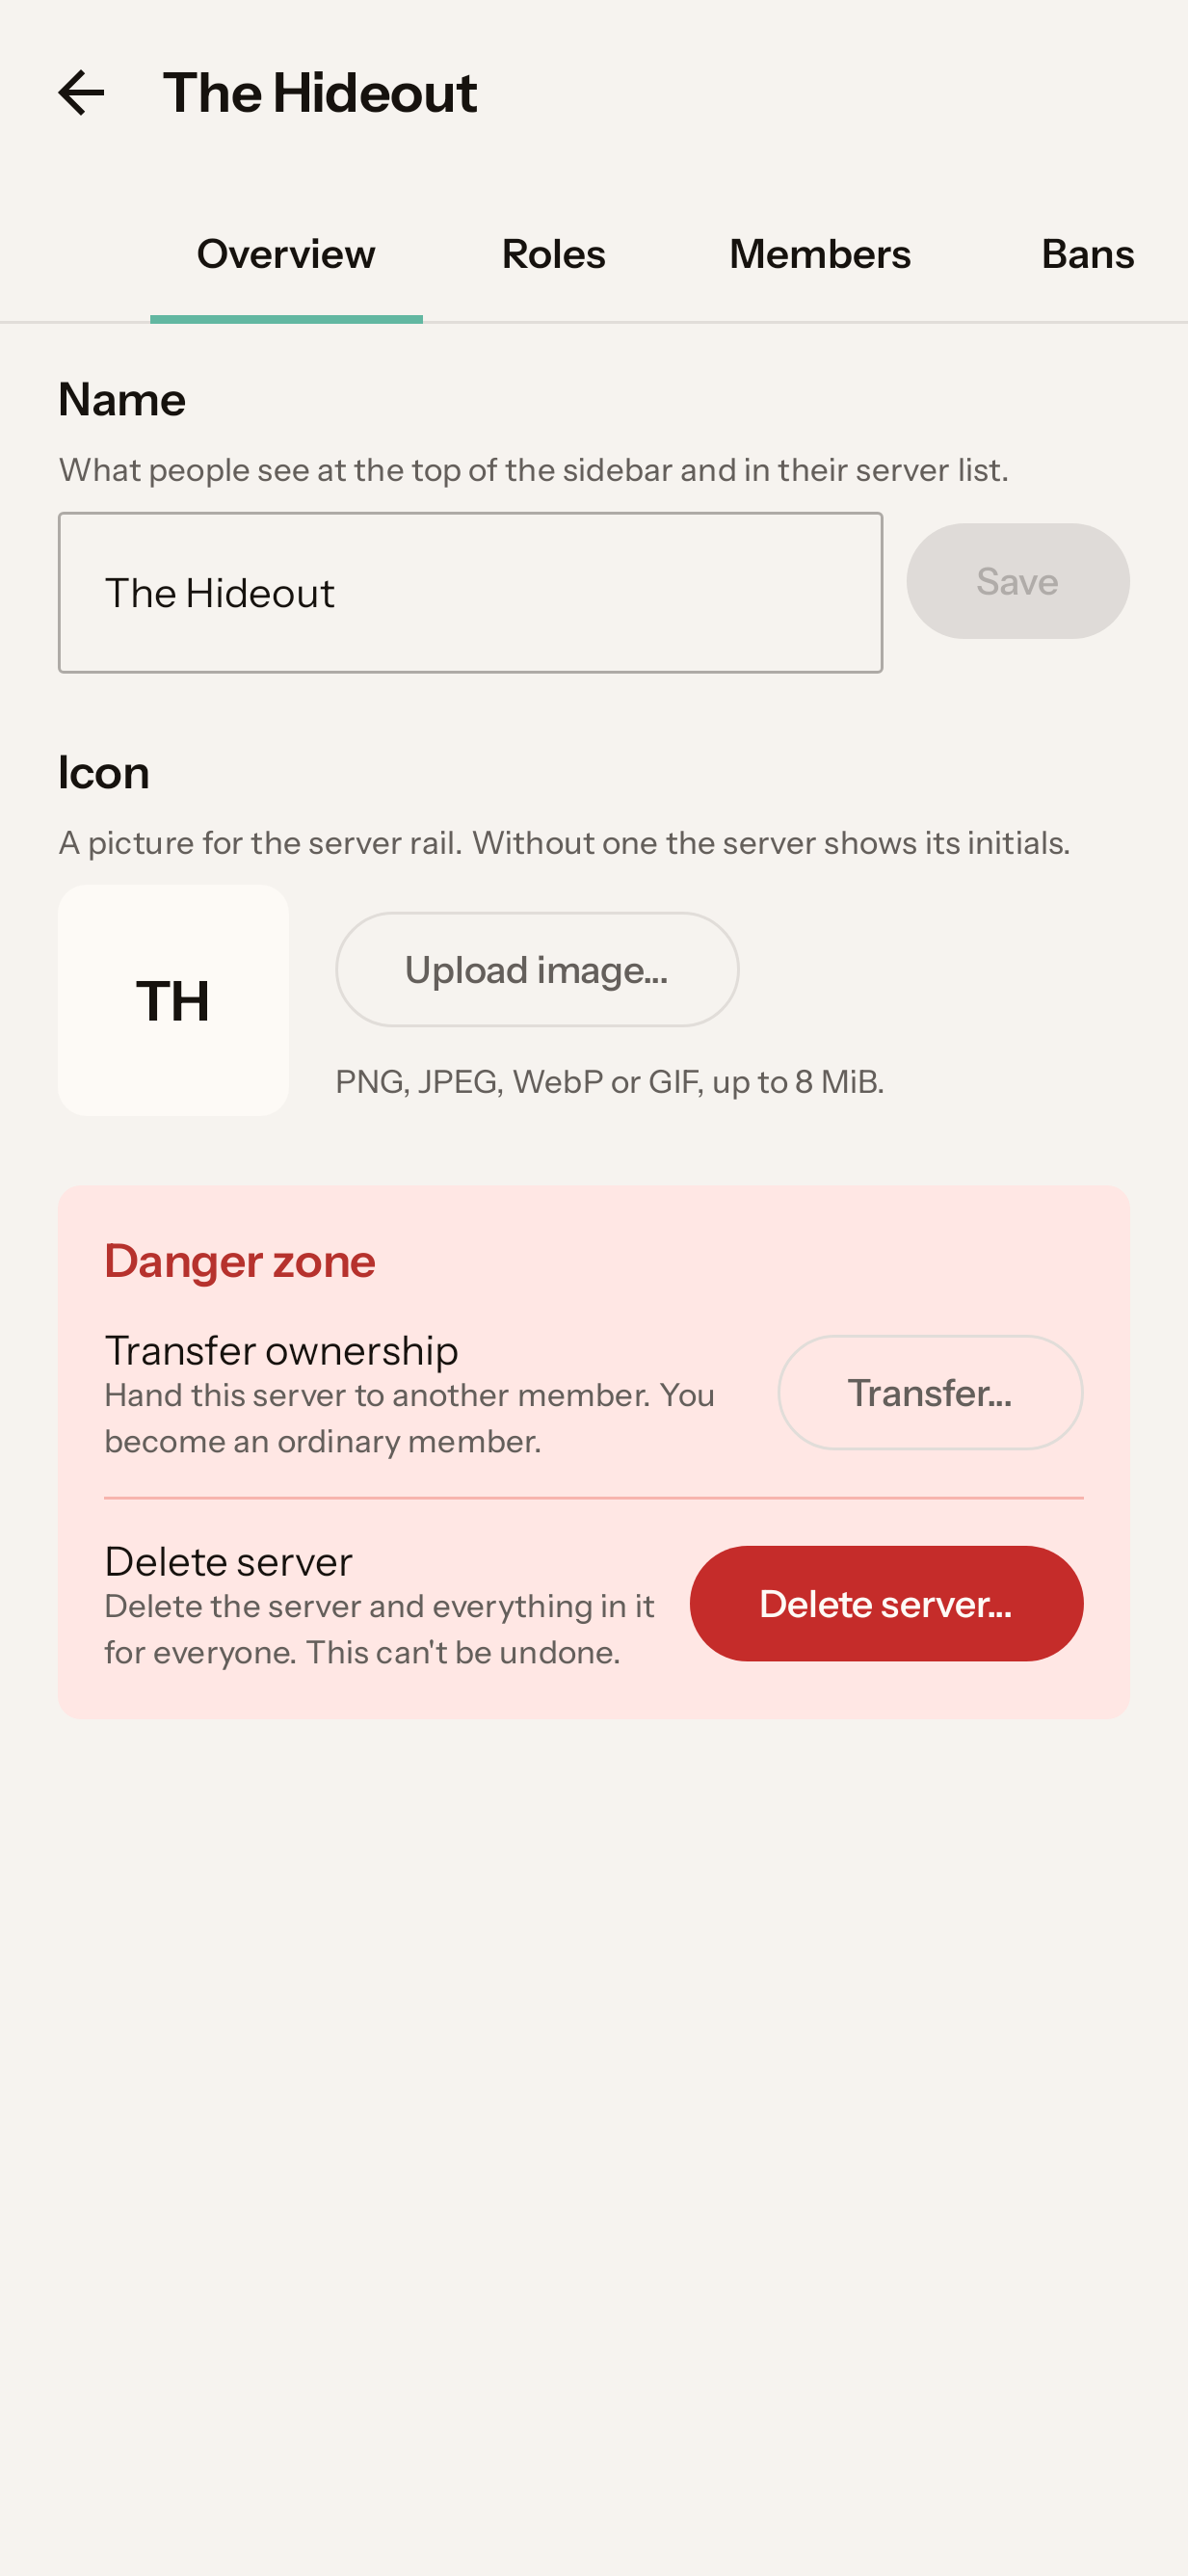 The Hideout
Overview Roles Members Bans
Name
What people see at the top of the sidebar and in their server list.
The Hideout
Save
Icon
A picture for the server rail. Without one the server shows its initials.
TH
Upload image...
PNG, JPEG, WebP or GIF, up to 8 MiB.
Danger zone
Transfer ownership
Hand this server to another member. You
become an ordinary member.
Transfer...
Delete server
Delete the server and everything in it
for everyone. This can't be undone.
Delete server...